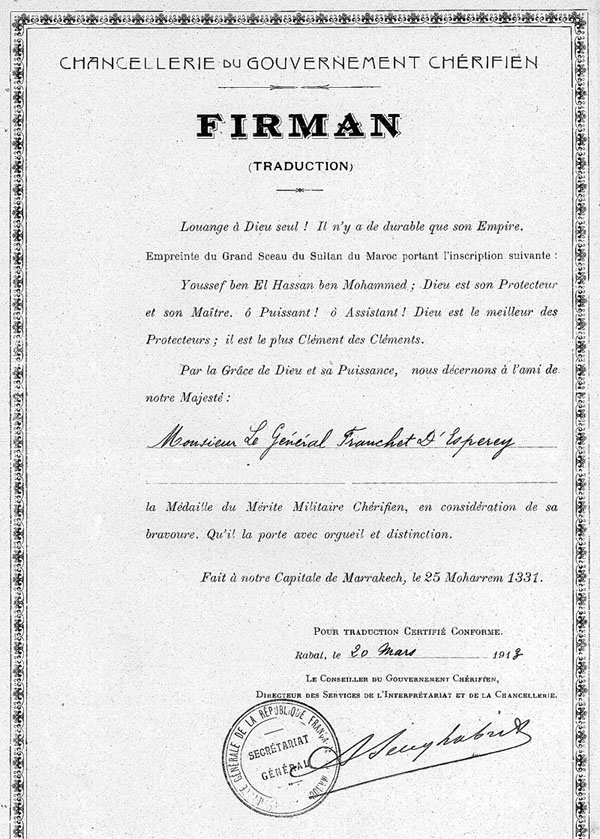 CHANCELLERIE DU GOUVERNEMENT CHÉRIFIEN
FIRMAN
(TRADUCTION)
Louange à Dieu seul ! Il n'y a de durable que son Empire.
Empreinte du Grand Sceau du Sultan du Maroc portant l'inscription suivante :
Youssef ben El Hassan ben Mohammed ; Dieu est son Protecteur
et son Maître. ô Puissant ! ô Assistant ! Dieu est le meilleur des
Protecteurs ; il est le plus Clément des Cléments.
Par la Grâce de Dieu et sa Puissance, nous décernons à l'ami de
notre Majesté :
Monsieur Le Général Franchet D'Esperey
la Médaille du Mérite Militaire Chérifien, en considération de sa
bravoure. Qu'il la porte avec orgueil et distinction.
Fait à notre Capitale de Marrakech, le 25 Moharrem 1331.
POUR TRADUCTION CERTIFIÉ CONFORME.
Rabat, le 20 Mars 1913
LE CONSEILLER DU GOUVERNEMENT CHÉRIFIEN,
DIRECTEUR DES SERVICES DE L'INTERPRÉTARIAT ET DE LA CHANCELLERIE.
GÉNÉRALE DE LA RÉPUBLIQUE
SECRÉTARIAT
GÉNÉRAL